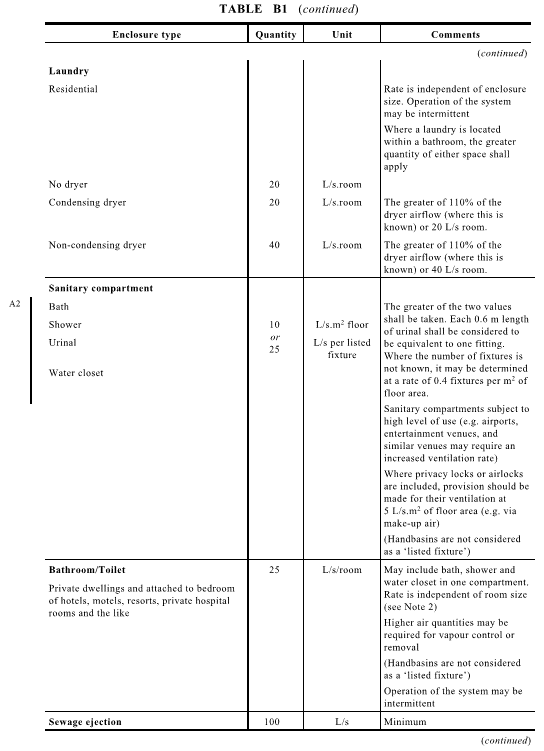 TABLE B1 (continued)
Enclosure type Quantity Unit Comments
(continued)
Laundry
Residential
Rate is independent of enclosure
size. Operation of the system
may be intermittent
Where a laundry is located
within a bathroom, the greater
quantity of either space shall
apply
No dryer 20 L/s.room
Condensing dryer 20 L/s.room
The greater of 110% of the
dryer airflow (where this is
known) or 20 L/s room.
Non-condensing dryer 40 L/s.room
The greater of 110% of the
dryer airflow (where this is
known) or 40 L/s room.
A2
Sanitary compartment
Bath
Shower
Urinal
Water closet
10
or
25
L/s.m² floor
L/s per listed
fixture
The greater of the two values
shall be taken. Each 0.6 m length
of urinal shall be considered to
be equivalent to one fitting.
Where the number of fixtures is
not known, it may be determined
at a rate of 0.4 fixtures per m² of
floor area.
Sanitary compartments subject to
high level of use (e.g. airports,
entertainment venues, and
similar venues may require an
increased ventilation rate)
Where privacy locks or airlocks
are included, provision should be
made for their ventilation at
5 L/s.m² of floor area (e.g. via
make-up air)
(Handbasins are not considered
as a ‘listed fixture’)
Bathroom/Toilet 25 L/s/room
Private dwellings and attached to bedroom
of hotels, motels, resorts, private hospital
rooms and the like
May include bath, shower and
water closet in one compartment.
Rate is independent of room size
(see Note 2)
Higher air quantities may be
required for vapour control or
removal
(Handbasins are not considered
as a ‘listed fixture’)
Operation of the system may be
intermittent
Sewage ejection 100 L/s Minimum
(continued)